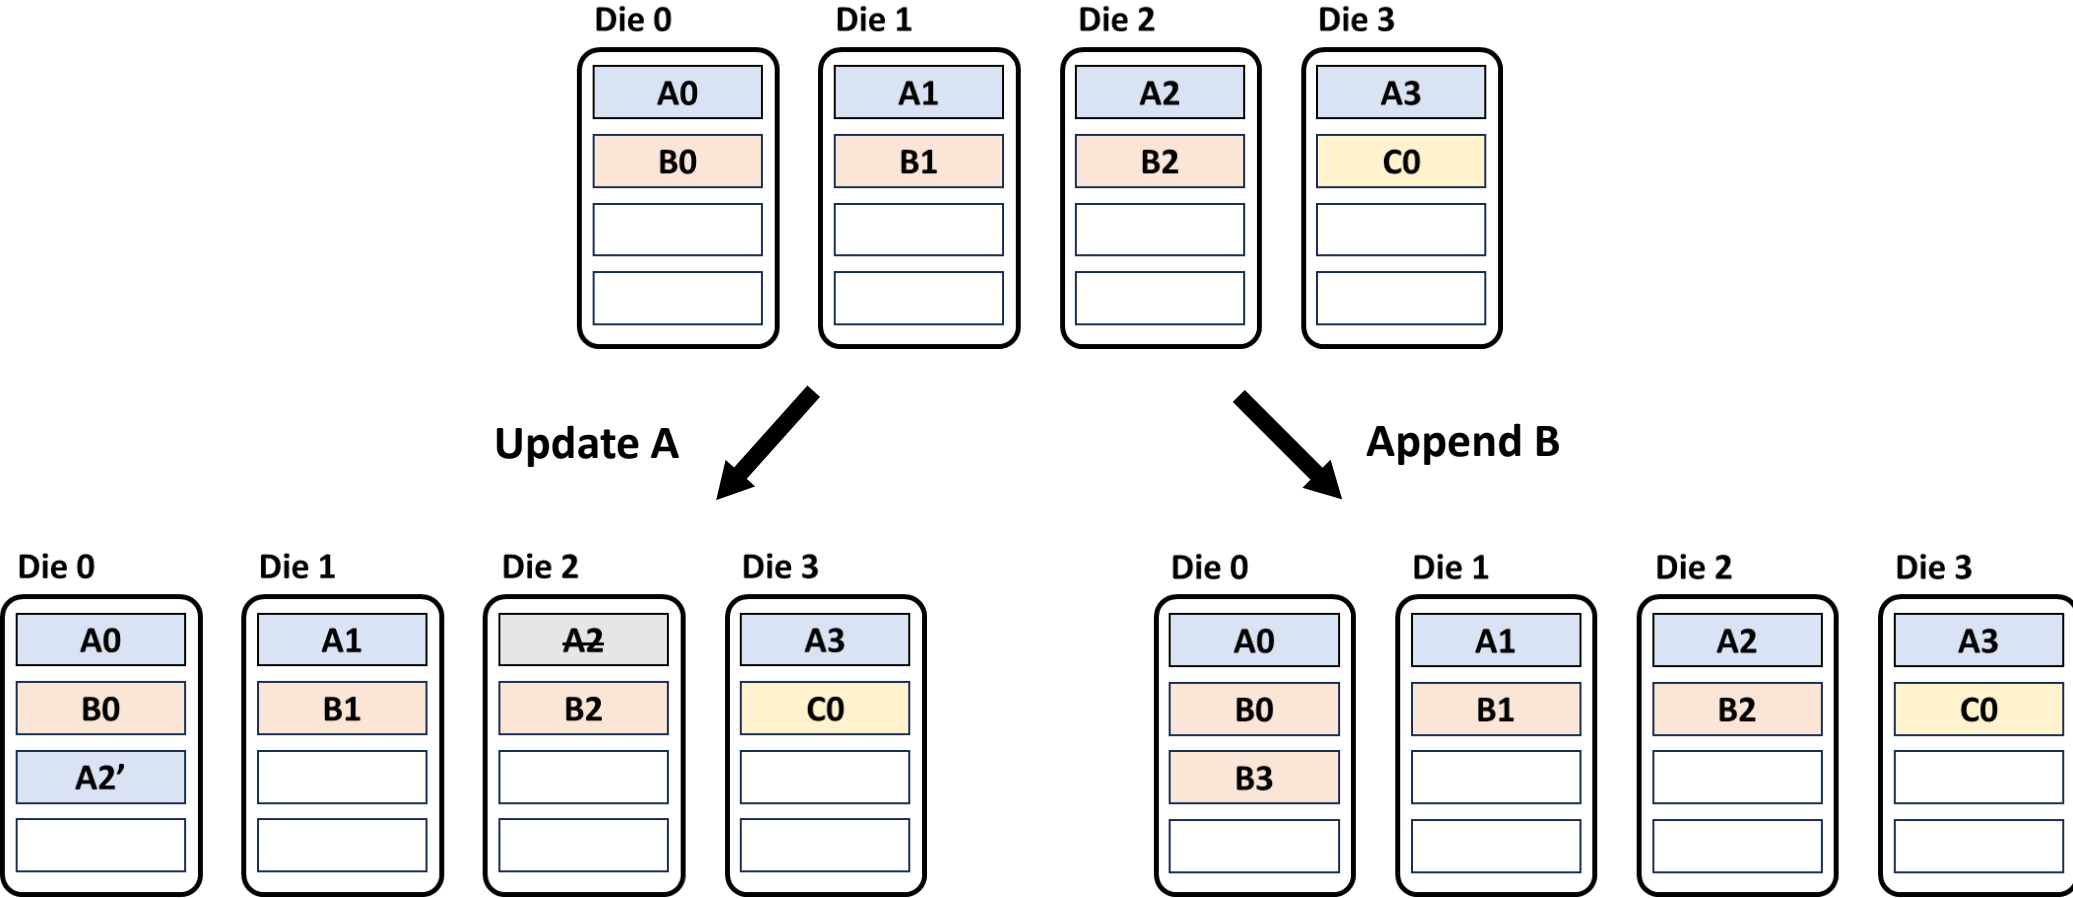 Die 0 Die 1 Die 2 Die 3
A0 A1 A2 A3
B0 B1 B2 C0
Update A
Append B
Die 0 Die 1 Die 2 Die 3
A0 A1 A2 A3
B0 B1 B2 C0
A2’
Die 0 Die 1 Die 2 Die 3
A0 A1 A2 A3
B0 B1 B2 C0
B3